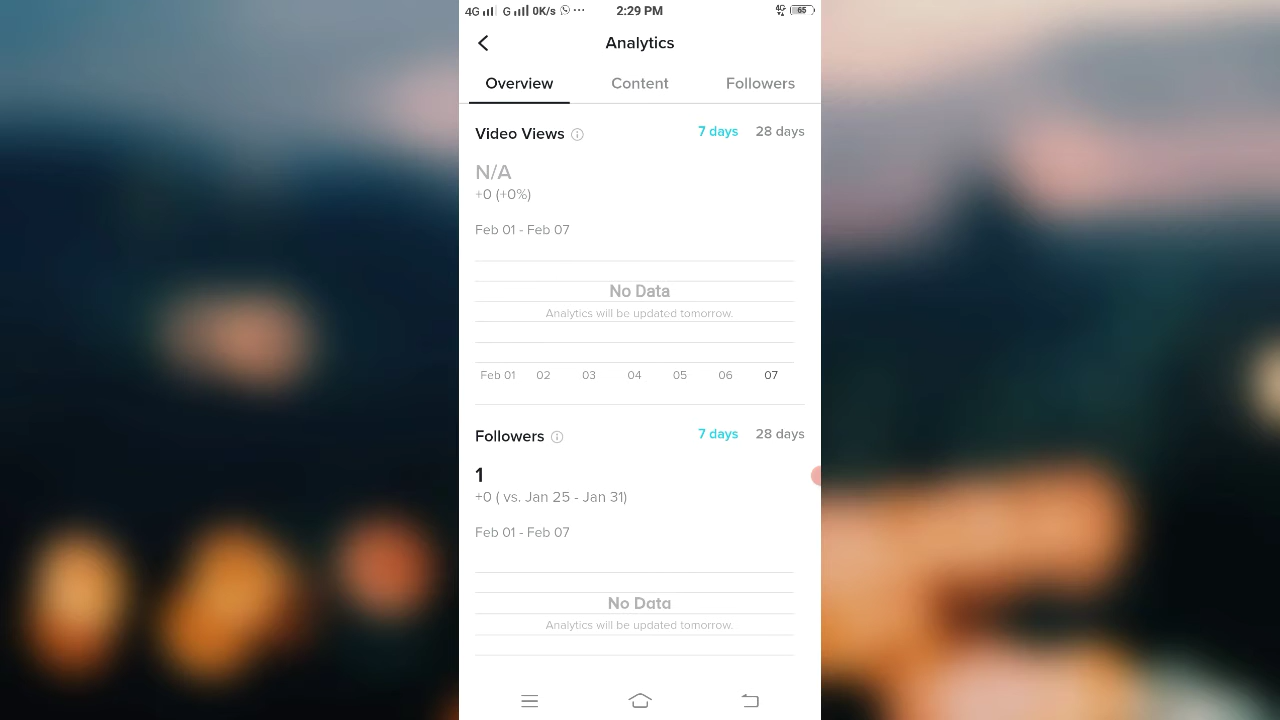 4G G 0K/s ... 2:29 PM 4G 65
Analytics
Overview Content Followers
Video Views 7 days 28 days
N/A
+0 (+0%)
Feb 01 - Feb 07
No Data
Analytics will be updated tomorrow.
Feb 01 02 03 04 05 06 07
Followers 7 days 28 days
1
+0 ( vs. Jan 25 - Jan 31)
Feb 01 - Feb 07
No Data
Analytics will be updated tomorrow.